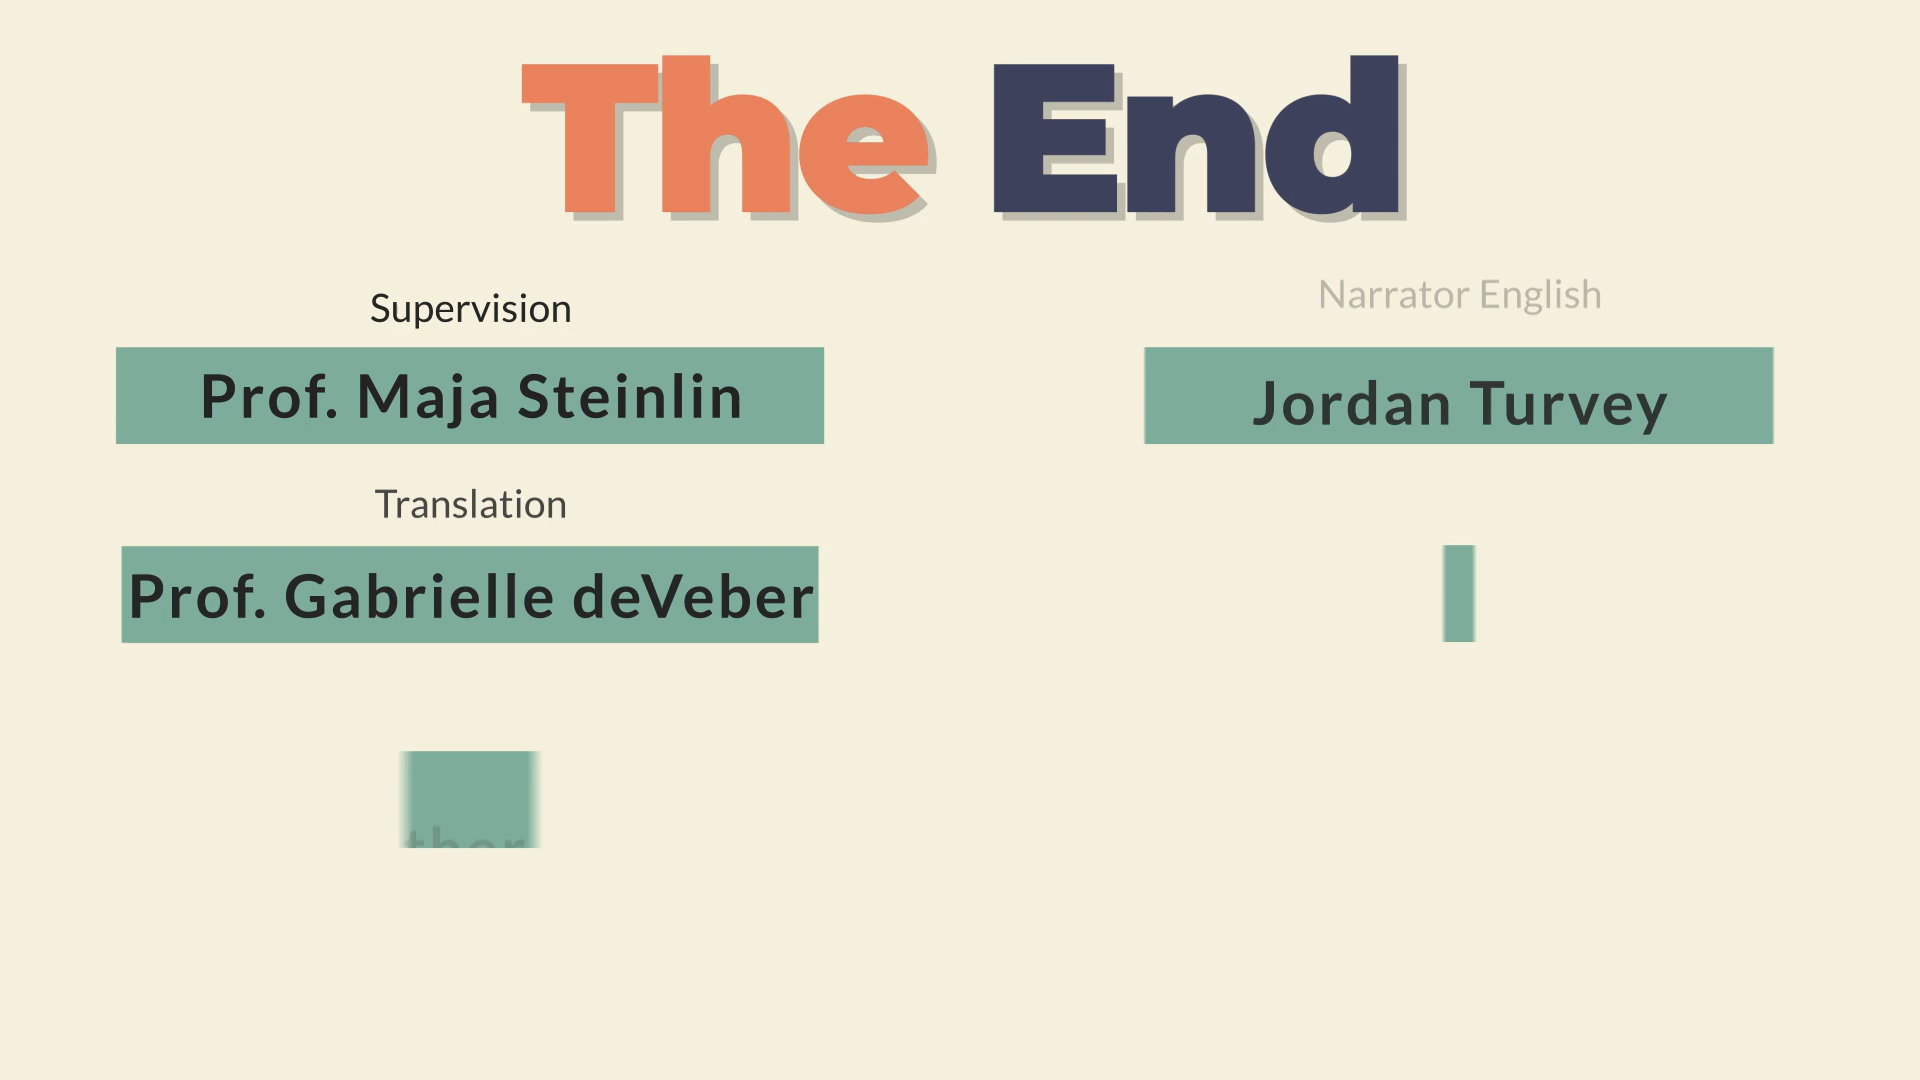 The End
Supervision
Prof. Maja Steinlin
Translation
Prof. Gabrielle deVeber
Narrator English
Jordan Turvey